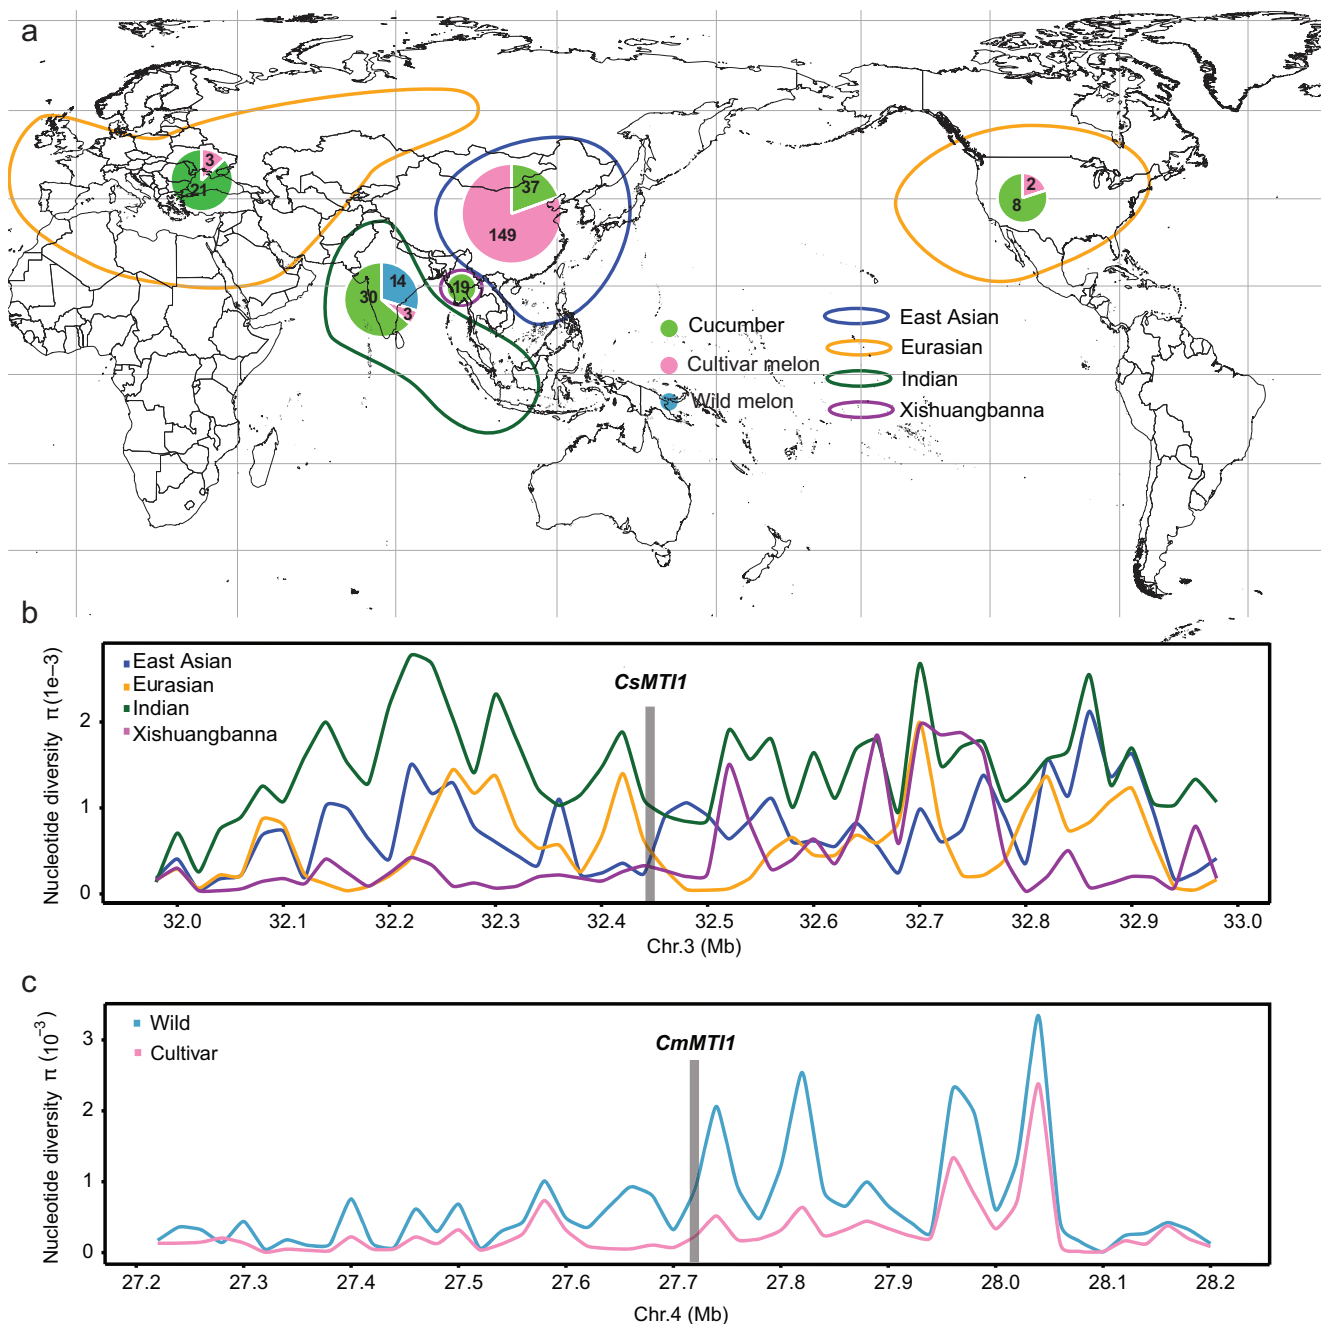 a
3
21
37
149
2
8
14
30
3
19
Cucumber
Cultivar melon
Wild melon
East Asian
Eurasian
Indian
Xishuangbanna
b
Nucleotide diversity π (1e−3)
East Asian
Eurasian
Indian
Xishuangbanna
CsMTI1
2
1
0
32.0 32.1 32.2 32.3 32.4 32.5 32.6 32.7 32.8 32.9 33.0
Chr.3 (Mb)
c
Nucleotide diversity π (10⁻³)
Wild
Cultivar
CmMTI1
3
2
1
0
27.2 27.3 27.4 27.5 27.6 27.7 27.8 27.9 28.0 28.1 28.2
Chr.4 (Mb)